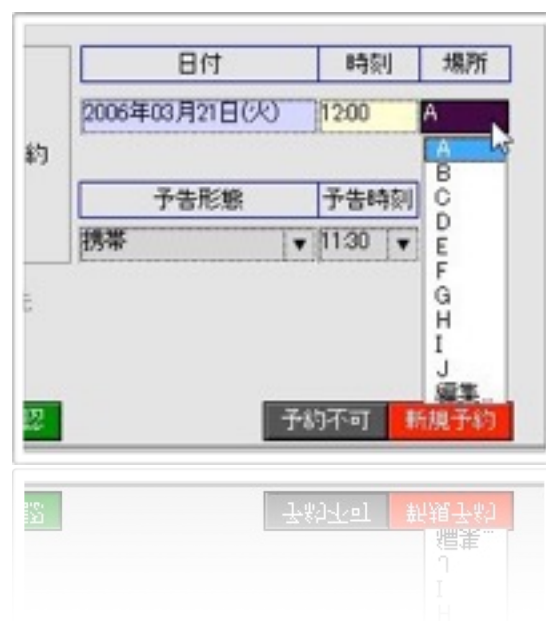 日付 時刻 場所
2006年03月21日(火) 12:00 A
約
A
B
予告形態 予告時刻 C
D
携帯 ▼ 11:30 ▼ E
F
G
H
I
J
編集...
認 予約不可 新規予約